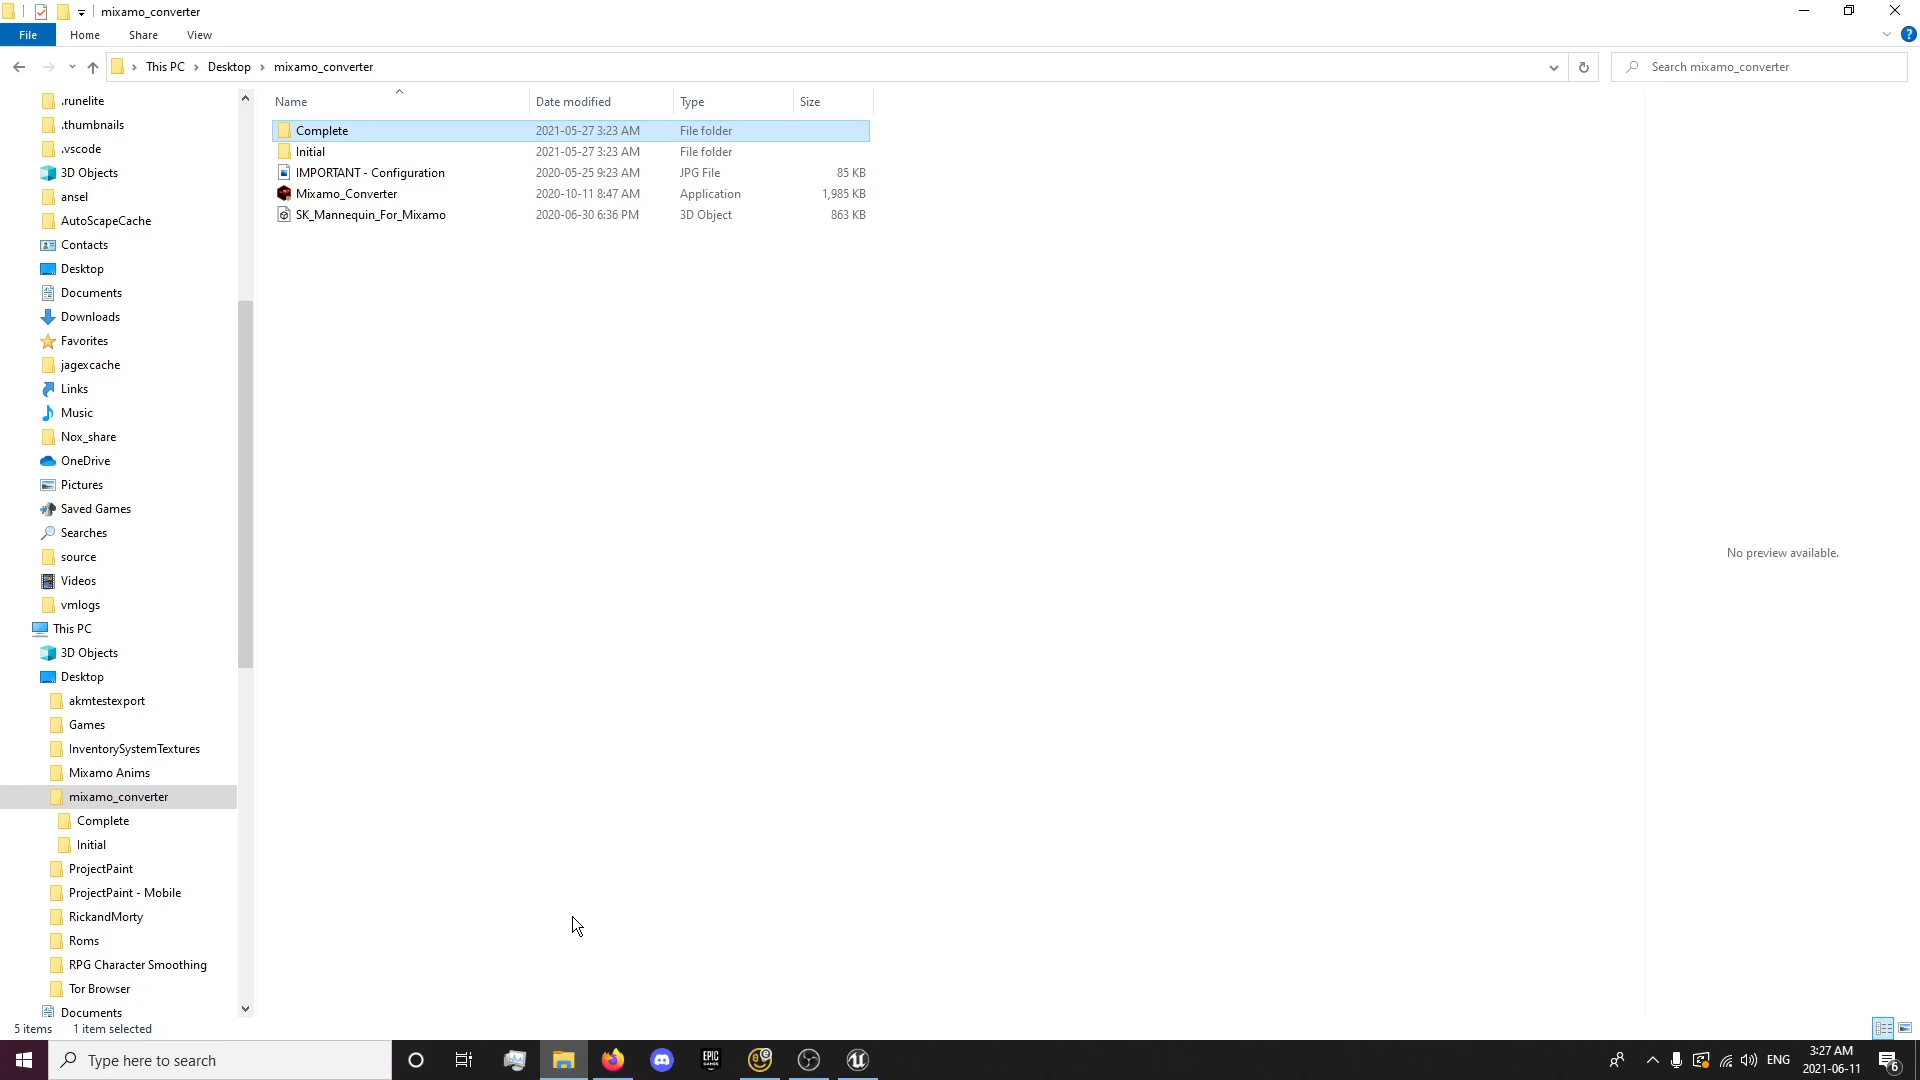 mixamo_converter
File
Home
Share
View
This PC
Desktop
mixamo_converter
Search mixamo_converter
Name
Date modified
Type
Size
Complete
2021-05-27 3:23 AM
File folder
Initial
2021-05-27 3:23 AM
File folder
IMPORTANT - Configuration
2020-05-25 9:23 AM
JPG File
85 KB
Mixamo_Converter
2020-10-11 8:47 AM
Application
1,985 KB
SK_Mannequin_For_Mixamo
2020-06-30 6:36 PM
3D Object
863 KB
.runelite
.thumbnails
.vscode
3D Objects
ansel
AutoScapeCache
Contacts
Desktop
Documents
Downloads
Favorites
jagexcache
Links
Music
Nox_share
OneDrive
Pictures
Saved Games
Searches
source
Videos
vmlogs
This PC
3D Objects
Desktop
akmtestexport
Games
InventorySystemTextures
Mixamo Anims
mixamo_converter
Complete
Initial
ProjectPaint
ProjectPaint - Mobile
RickandMorty
Roms
RPG Character Smoothing
Tor Browser
Documents
No preview available.
5 items
1 item selected
Type here to search
EPIC
GAMES
ENG
3:27 AM
2021-06-11
6